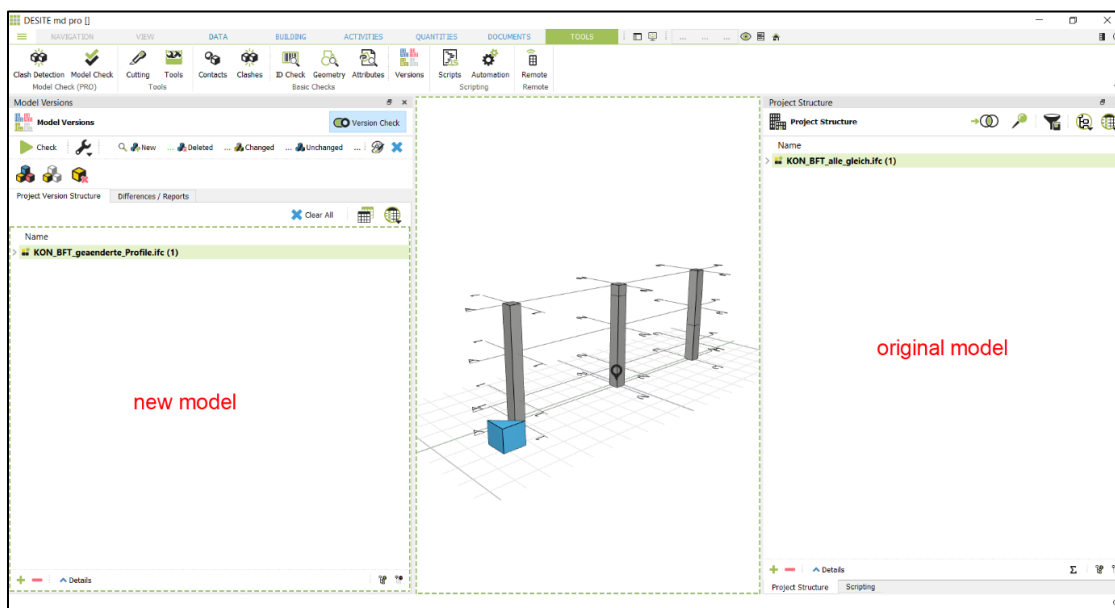 DESITE md pro []
NAVIGATION VIEW DATA BUILDING ACTIVITIES QUANTITIES DOCUMENTS TOOLS ... ... ...
Clash Detection Model Check Cutting Tools Contacts Clashes ID Check Geometry Attributes Versions Scripts Automation Remote
Model Check (PRO) Tools Basic Checks Scripting Remote
Model Versions
Model Versions Version Check
Check New ... Deleted ... Changed ... Unchanged ...
Project Version Structure Differences / Reports
Clear All
Name
KON_BFT_geaenderte_Profile.ifc (1)
new model
Details
Project Structure
Project Structure
Name
KON_BFT_alle_gleich.ifc (1)
original model
Details Σ
Project Structure Scripting